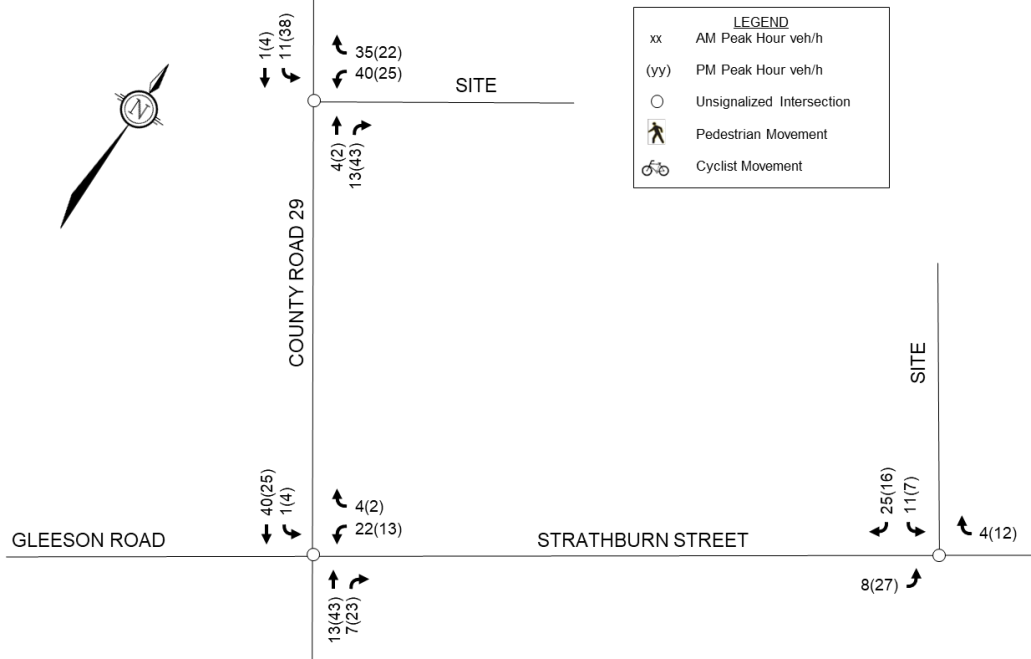 LEGEND
xx AM Peak Hour veh/h
(yy) PM Peak Hour veh/h
Unsignalized Intersection
Pedestrian Movement
Cyclist Movement
N
1(4)
11(38)
35(22)
40(25)
SITE
4(2)
13(43)
COUNTY ROAD 29
SITE
40(25)
1(4)
4(2)
22(13)
25(16)
11(7)
4(12)
GLEESON ROAD
STRATHBURN STREET
13(43)
7(23)
8(27)